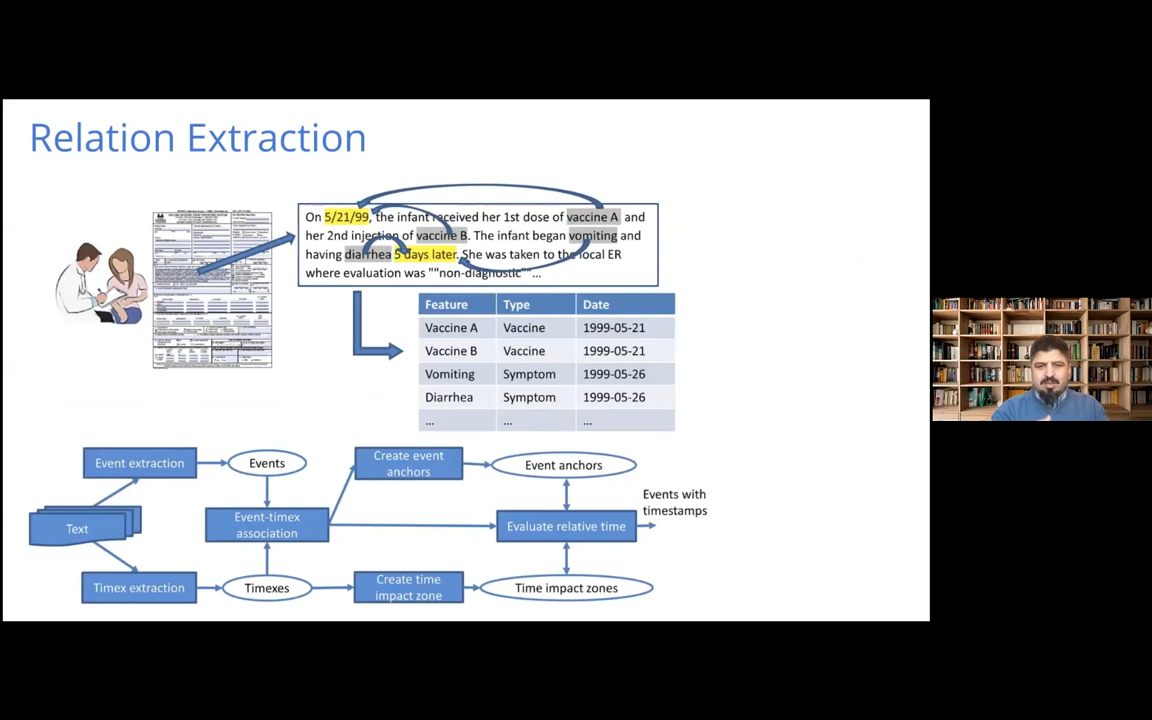 Relation Extraction
On 5/21/99, the infant received her 1st dose of vaccine A and
her 2nd injection of vaccine B. The infant began vomiting and
having diarrhea 5 days later. She was taken to the local ER
where evaluation was ""non-diagnostic"" ...
Feature Type Date
Vaccine A Vaccine 1999-05-21
Vaccine B Vaccine 1999-05-21
Vomiting Symptom 1999-05-26
Diarrhea Symptom 1999-05-26
... ... ...
Event extraction
Events
Create event
anchors
Event anchors
Events with
timestamps
Text
Event-timex
association
Evaluate relative time
Timex extraction
Timexes
Create time
impact zone
Time impact zones